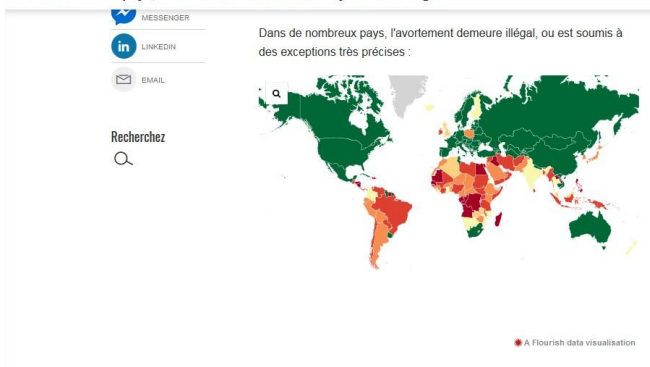 MESSENGER
LINKEDIN
EMAIL
Recherchez
Dans de nombreux pays, l'avortement demeure illégal, ou est soumis à
des exceptions très précises :
A Flourish data visualisation